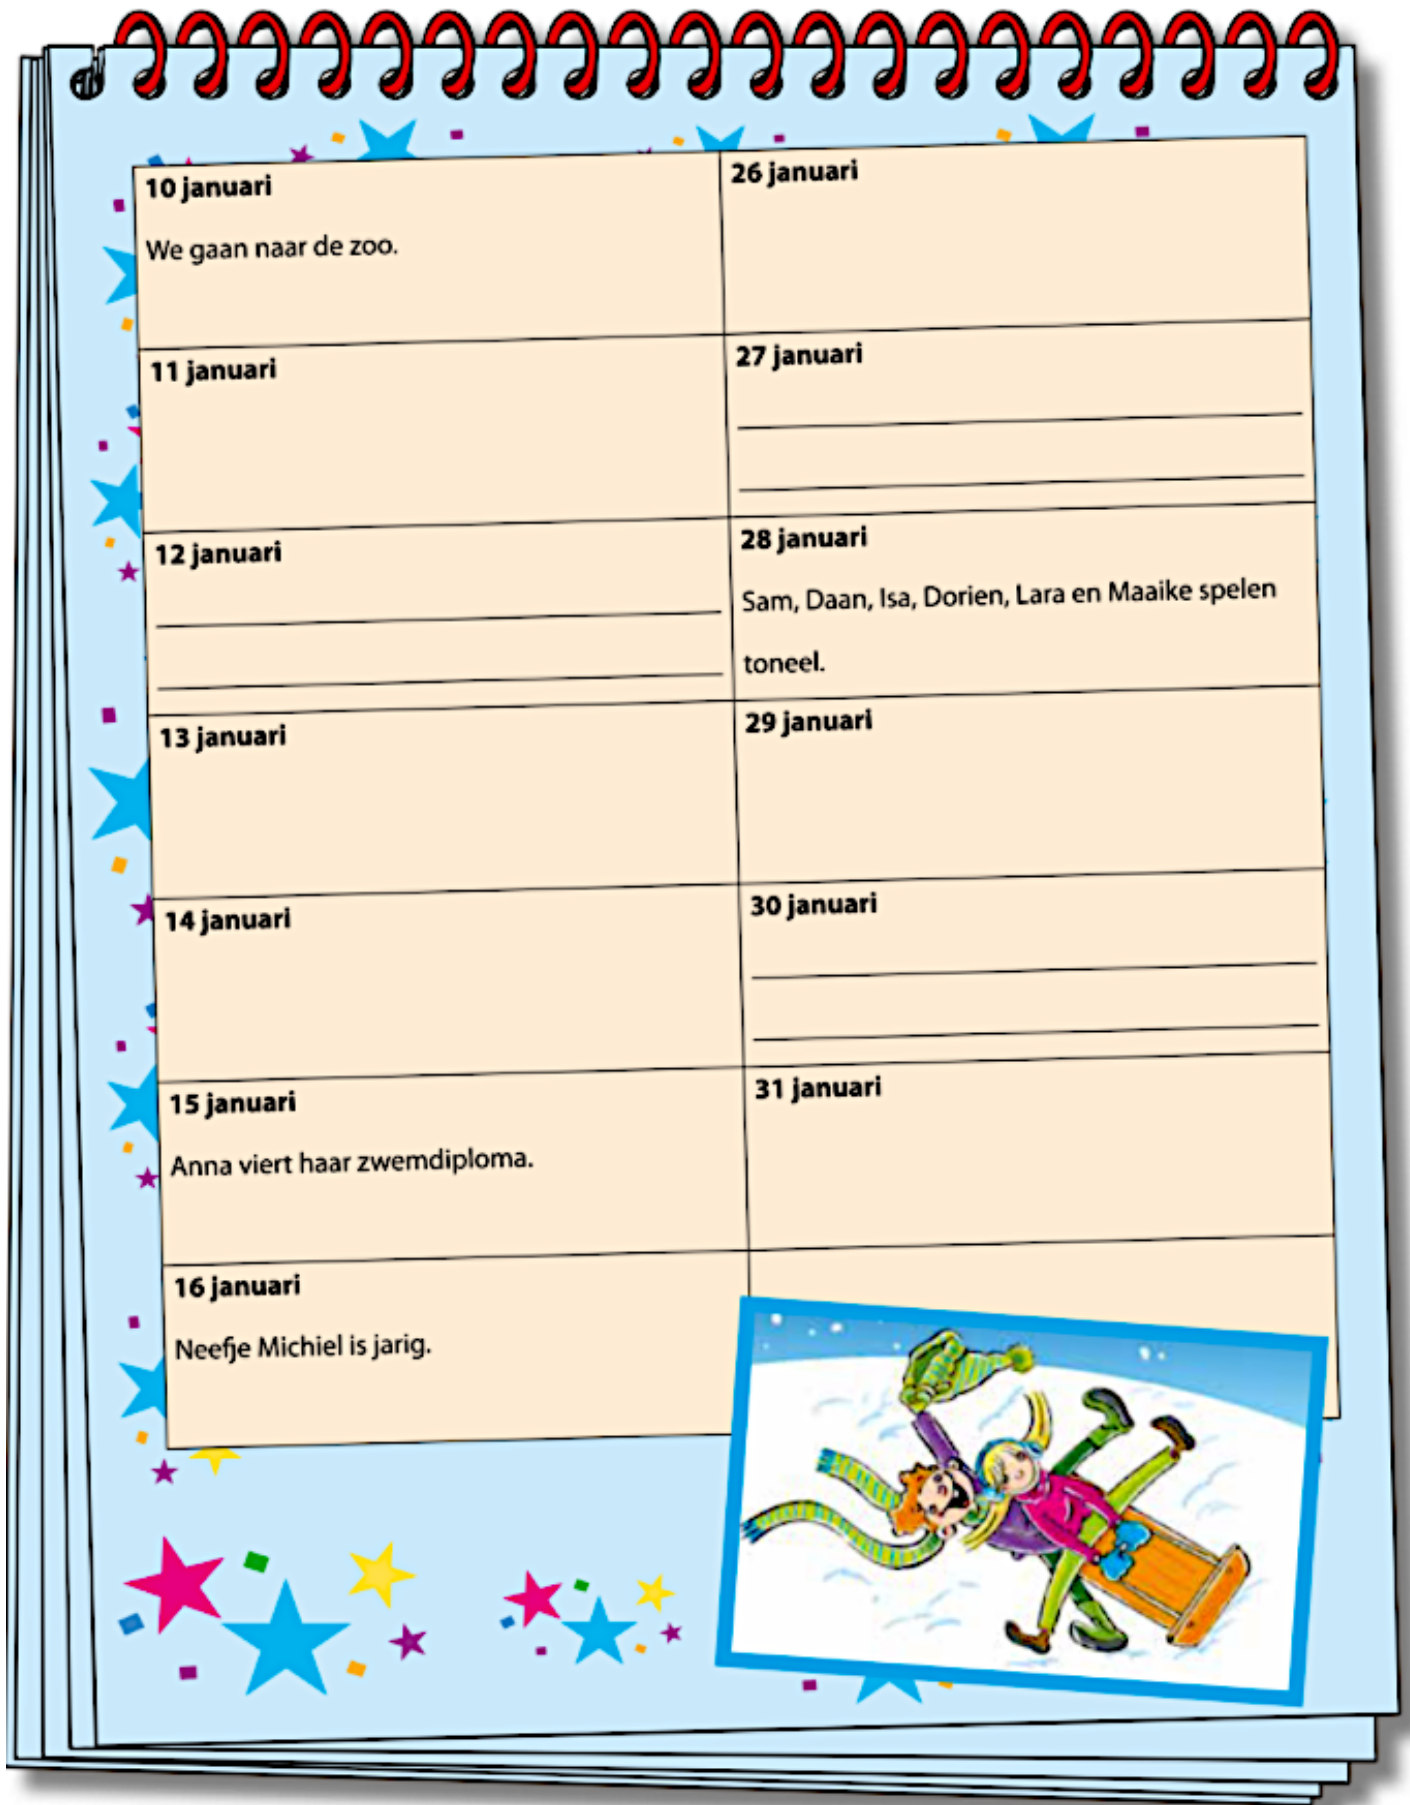 10 januari
We gaan naar de zoo.
11 januari
12 januari
13 januari
14 januari
15 januari
Anna viert haar zwemdiploma.
16 januari
Neefje Michiel is jarig.
26 januari
27 januari
28 januari
Sam, Daan, Isa, Dorien, Lara en Maaike spelen
toneel.
29 januari
30 januari
31 januari